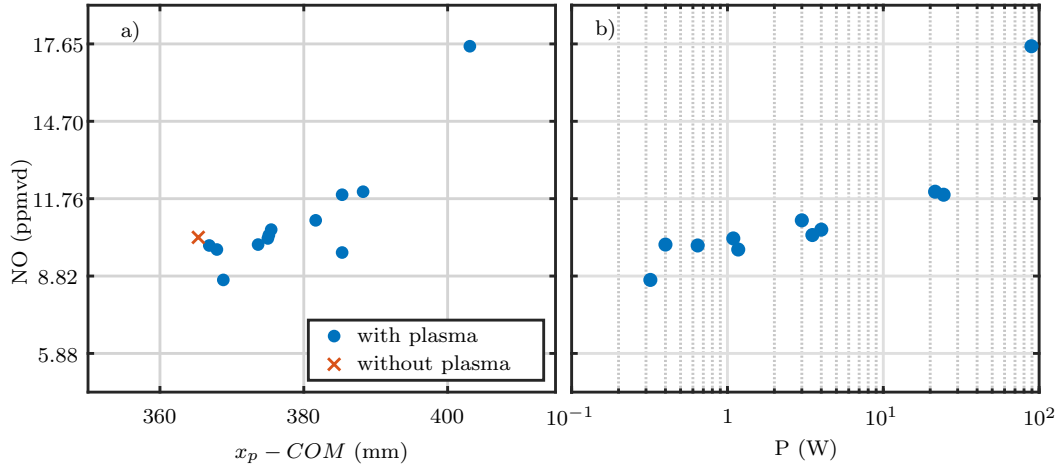 a)
b)
17.65
14.70
11.76
8.82
5.88
NO (ppmvd)
with plasma
without plasma
360
380
400
10
x_p − COM (mm)
10^{-1}
1
10^1
10^2
P (W)